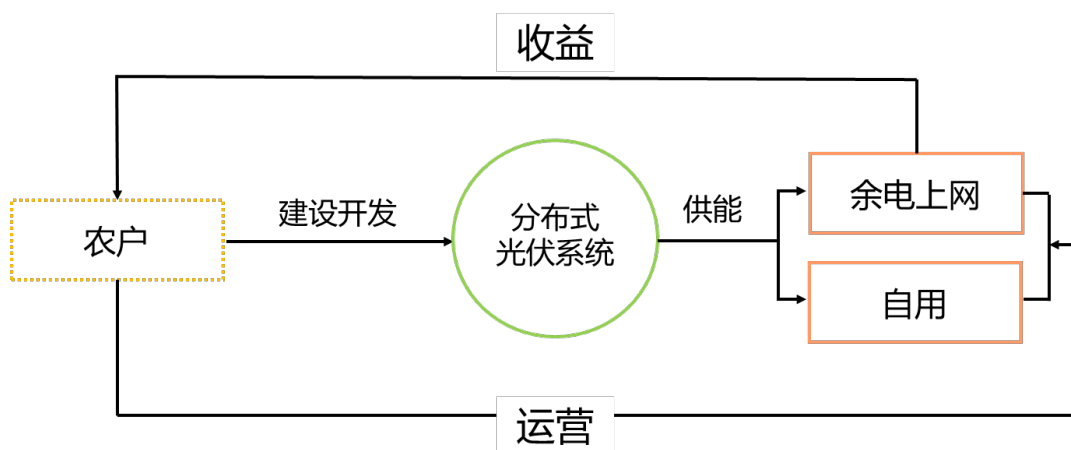 收益
农户
建设开发
分布式
光伏系统
供能
余电上网
自用
运营